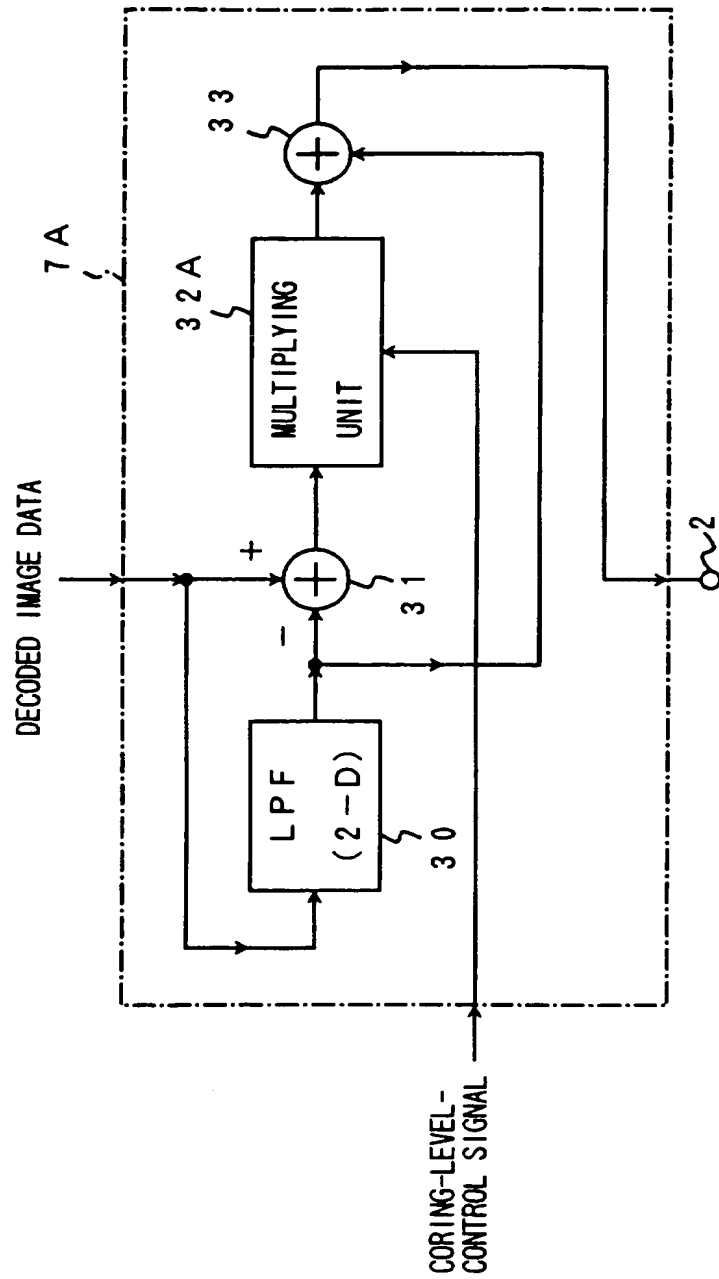 DECODED IMAGE DATA
7A
LPF
(2-D)
30
-
+
+
31
MULTIPLYING
UNIT
32A
+
33
CORING-LEVEL-
CONTROL SIGNAL
2